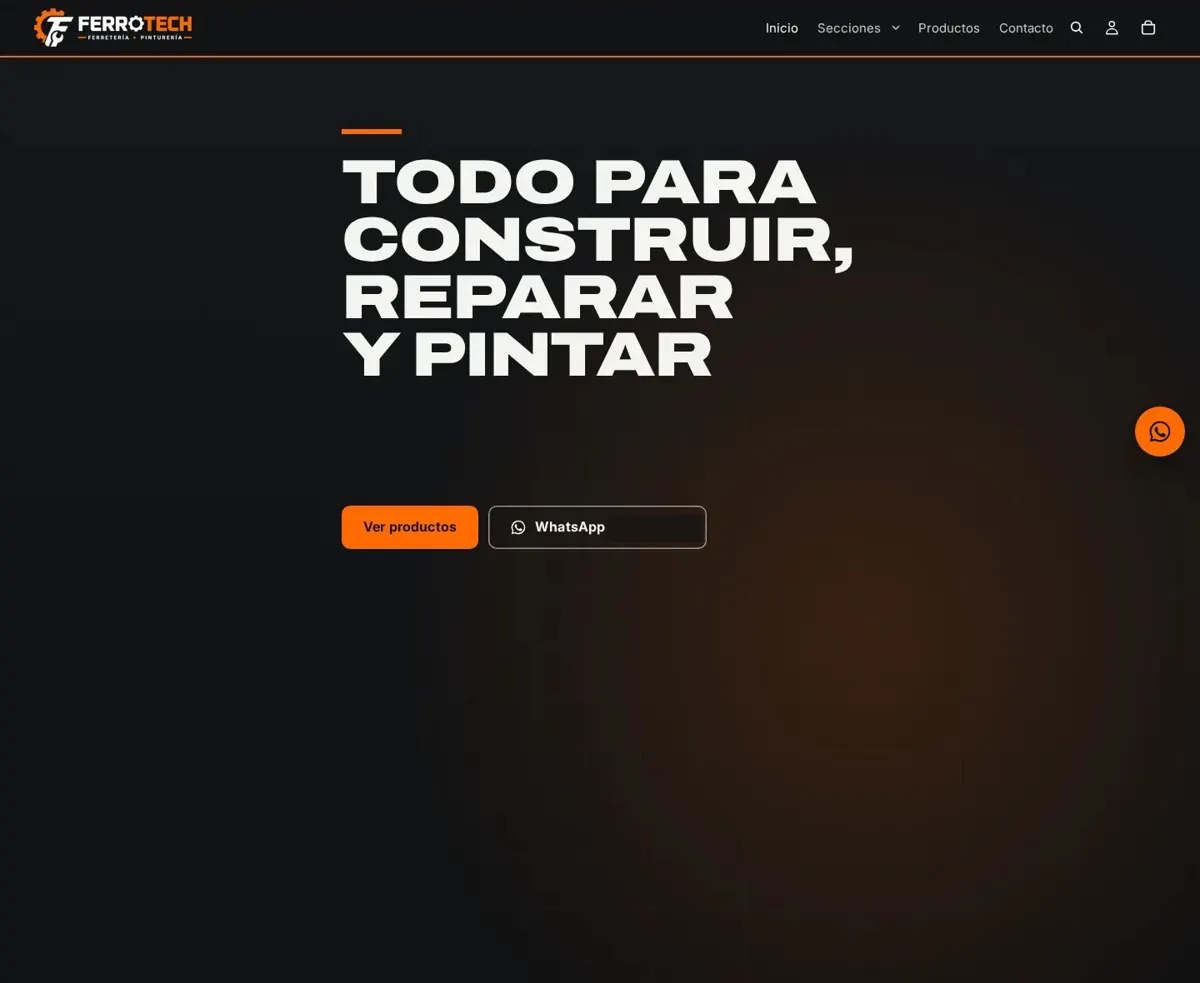 FERROTECH
FERRETERÍA • PINTURERÍA
Inicio
Secciones
Productos
Contacto
TODO PARA
CONSTRUIR,
REPARAR
Y PINTAR
Ver productos
WhatsApp